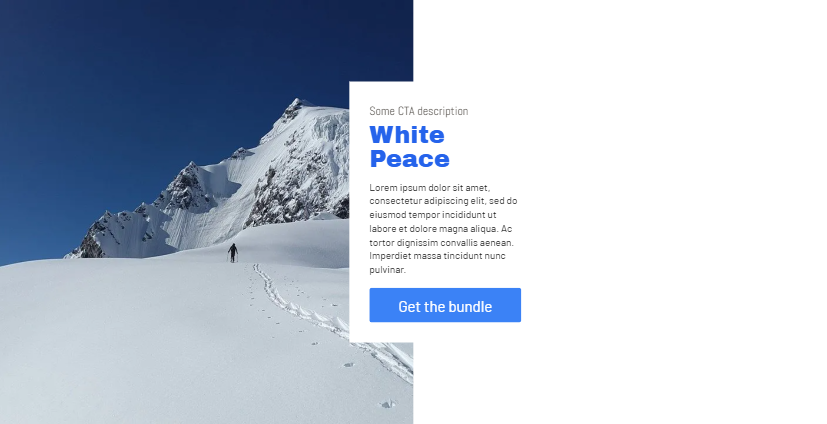 Some CTA description
White
Peace
Lorem ipsum dolor sit amet,
consectetur adipiscing elit, sed do
eiusmod tempor incididunt ut
labore et dolore magna aliqua. Ac
tortor dignissim convallis aenean.
Imperdiet massa tincidunt nunc
pulvinar.
Get the bundle